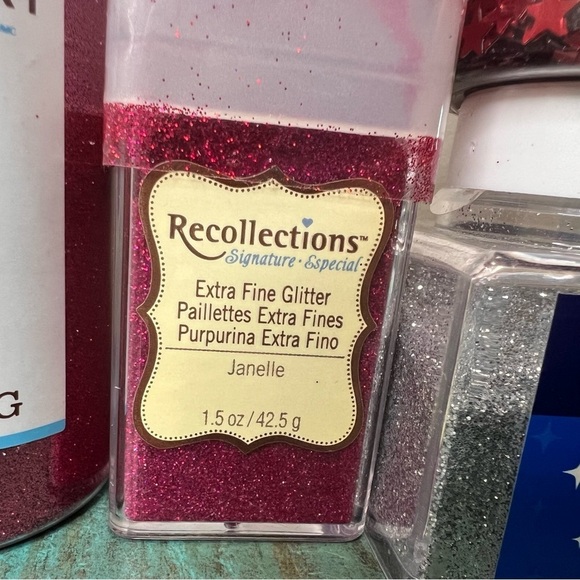 Recollections™
Signature · Especial
Extra Fine Glitter
Paillettes Extra Fines
Purpurina Extra Fino
Janelle
1.5 oz / 42.5 g
G